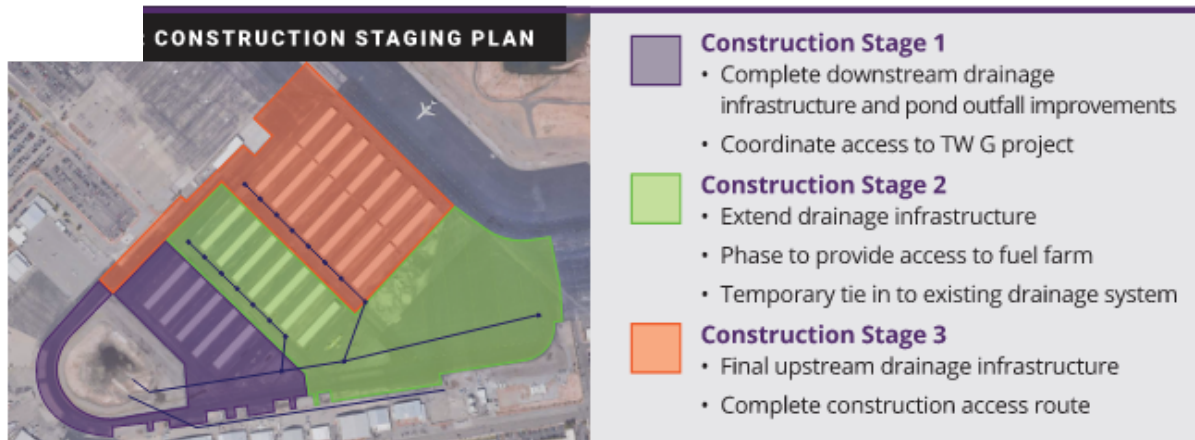 : CONSTRUCTION STAGING PLAN
Construction Stage 1
• Complete downstream drainage
infrastructure and pond outfall improvements
• Coordinate access to TW G project
Construction Stage 2
• Extend drainage infrastructure
• Phase to provide access to fuel farm
• Temporary tie in to existing drainage system
Construction Stage 3
• Final upstream drainage infrastructure
• Complete construction access route